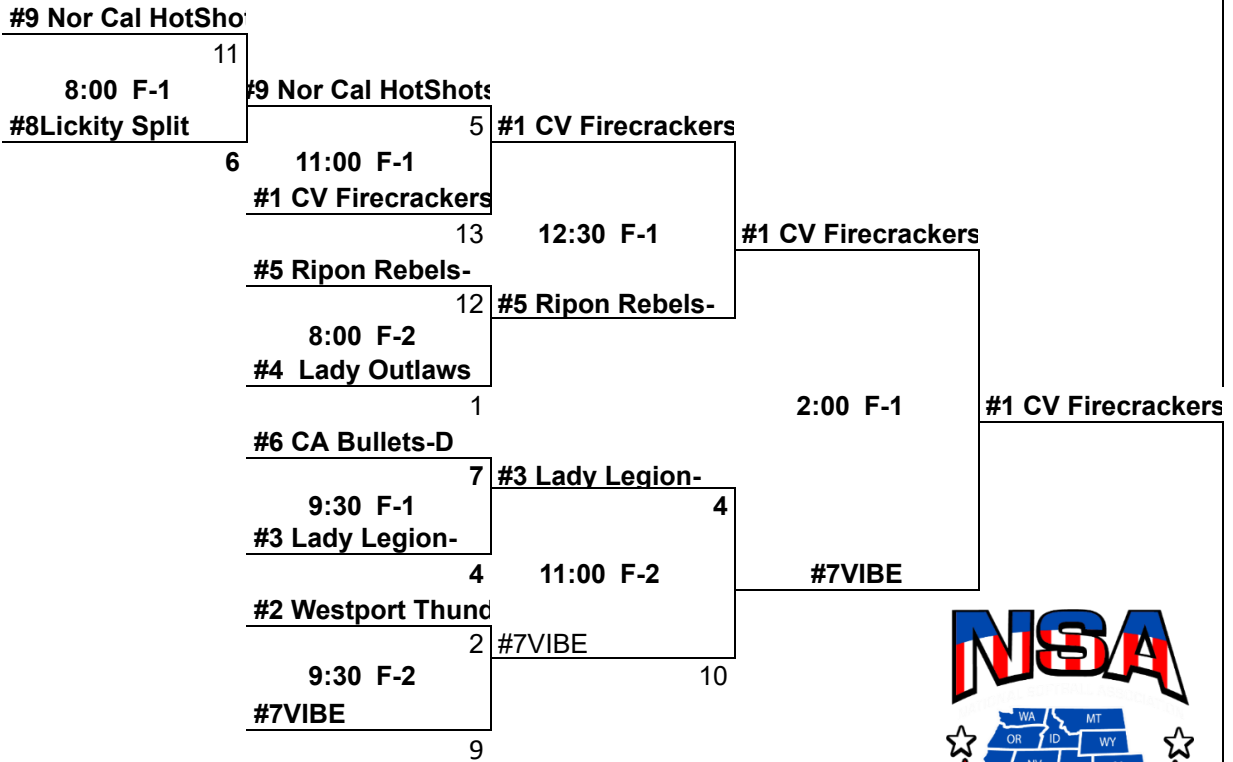 #9 Nor Cal HotSho
11
8:00 F-1
#9 Nor Cal HotShots
#8Lickity Split
5
#1 CV Firecrackers
6
11:00 F-1
#1 CV Firecrackers
13
12:30 F-1
#1 CV Firecrackers
#5 Ripon Rebels-
12
#5 Ripon Rebels-
8:00 F-2
#4 Lady Outlaws
1
2:00 F-1
#1 CV Firecrackers
#6 CA Bullets-D
7
#3 Lady Legion-
9:30 F-1
4
#3 Lady Legion-
4
11:00 F-2
#7VIBE
#2 Westport Thund
2
#7VIBE
9:30 F-2
10
#7VIBE
9
NSA
WA
MT
OR
ID
WY